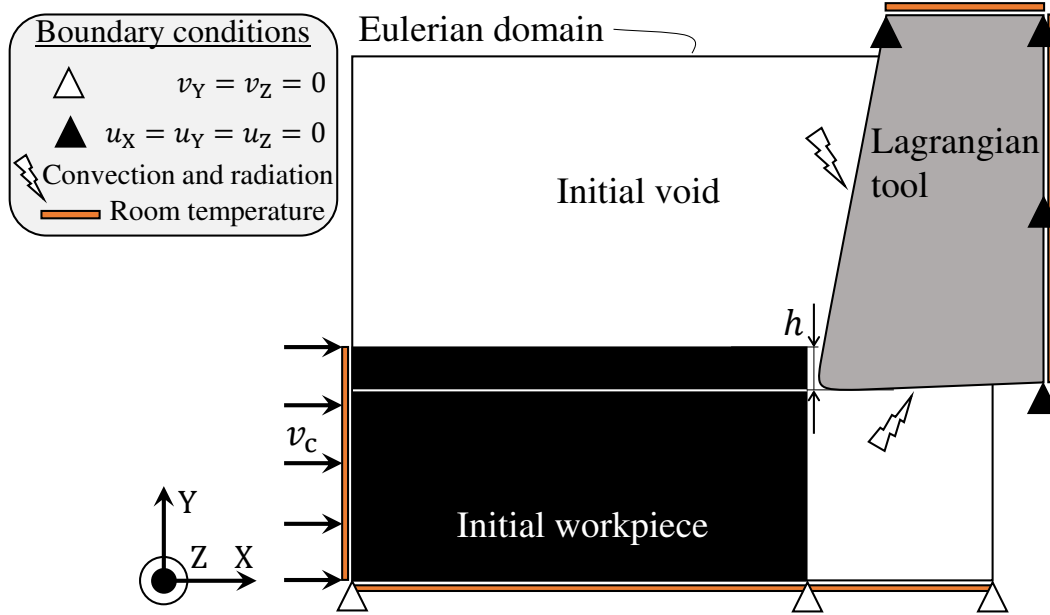 Boundary conditions
v_Y = v_Z = 0
u_X = u_Y = u_Z = 0
Convection and radiation
Room temperature
Eulerian domain
Lagrangian
tool
Initial void
h
v_c
Initial workpiece
Y
Z
X